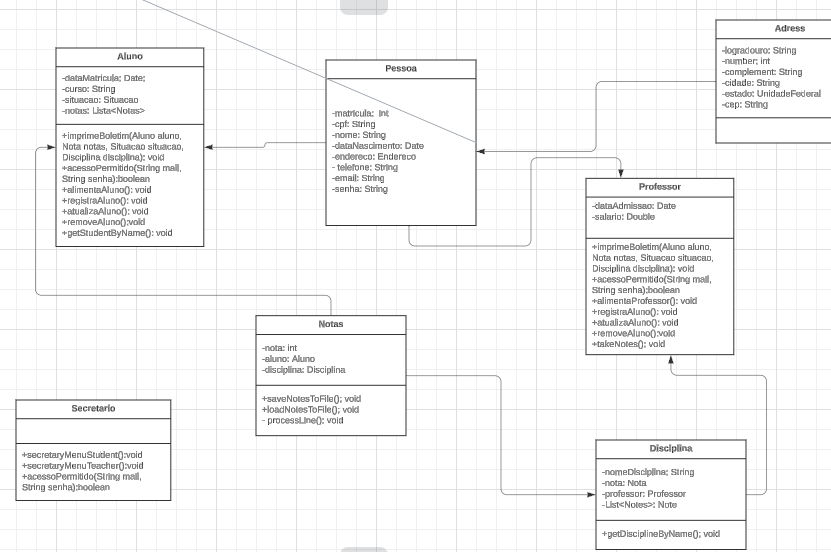 Aluno
-dataMatricula; Date;
-curso: String
-situacao: Situacao
-notas: Lista<Notas>
+imprimeBoletim(Aluno aluno,
Nota notas, Situacao situacao,
Disciplina disciplina): void
+acessoPermitido(String mail,
String senha):boolean
+alimentaAluno(): void
+registraAluno(): void
+atualizaAluno(): void
+removeAluno():void
+getStudentByName(): void
Pessoa
-matricula: int
-cpf: String
-nome: String
-dataNascimento: Date
-endereco: Endereco
- telefone: String
-email: String
-senha: String
Adress
-logradouro: String
-number; int
-complement: String
-cidade: String
-estado: UnidadeFederal
-cep: String
Professor
-dataAdmissao: Date
-salario: Double
+imprimeBoletim(Aluno aluno,
Nota notas, Situacao situacao,
Disciplina disciplina): void
+acessoPermitido(String mail,
String senha):boolean
+alimentaProfessor(): void
+registraAluno(): void
+atualizaAluno(): void
+removeAluno(): void
+takeNotes(); void
Notas
-nota: int
-aluno: Aluno
-disciplina: Disciplina
+saveNotesToFile(); void
+loadNotesToFile(); void
- processLine(); void
Secretario
+secretaryMenuStudent():void
+secretaryMenuTeacher():void
+acessoPermitido(String mail,
String senha):boolean
Disciplina
-nomeDisciplina; String
-nota: Nota
-professor: Professor
-List<Notes>: Note
+getDisciplineByName(); void